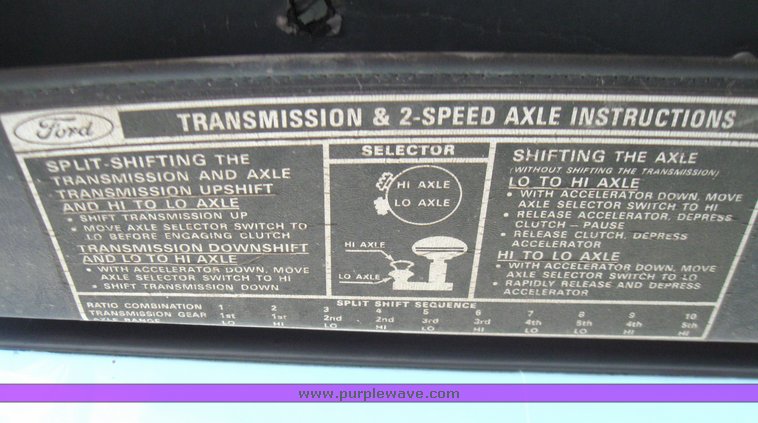 Ford
TRANSMISSION & 2-SPEED AXLE INSTRUCTIONS
SPLIT-SHIFTING THE
TRANSMISSION AND AXLE
TRANSMISSION UPSHIFT
AND HI TO LO AXLE
• SHIFT TRANSMISSION UP
• MOVE AXLE SELECTOR SWITCH TO
LO BEFORE ENGAGING CLUTCH
TRANSMISSION DOWNSHIFT
AND LO TO HI AXLE
• WITH ACCELERATOR DOWN, MOVE
AXLE SELECTOR SWITCH TO HI
• SHIFT TRANSMISSION DOWN
SELECTOR
HI AXLE
LO AXLE
HI AXLE
LO AXLE
SHIFTING THE AXLE
(WITHOUT SHIFTING THE TRANSMISSION)
LO TO HI AXLE
• WITH ACCELERATOR DOWN, MOVE
AXLE SELECTOR SWITCH TO HI
• RELEASE ACCELERATOR, DEPRESS
CLUTCH – PAUSE
• RELEASE CLUTCH, DEPRESS
ACCELERATOR
HI TO LO AXLE
• WITH ACCELERATOR DOWN, MOVE
AXLE SELECTOR SWITCH TO LO
• RAPIDLY RELEASE AND DEPRESS
ACCELERATOR
SPLIT SHIFT SEQUENCE
RATIO COMBINATION 1 2 3 4 5 6 7 8 9 10
TRANSMISSION GEAR 1st 1st 2nd 2nd 3rd 3rd 4th 5th 4th 5th
AXLE RANGE LO HI LO HI LO HI LO LO HI HI
www.purplewave.com